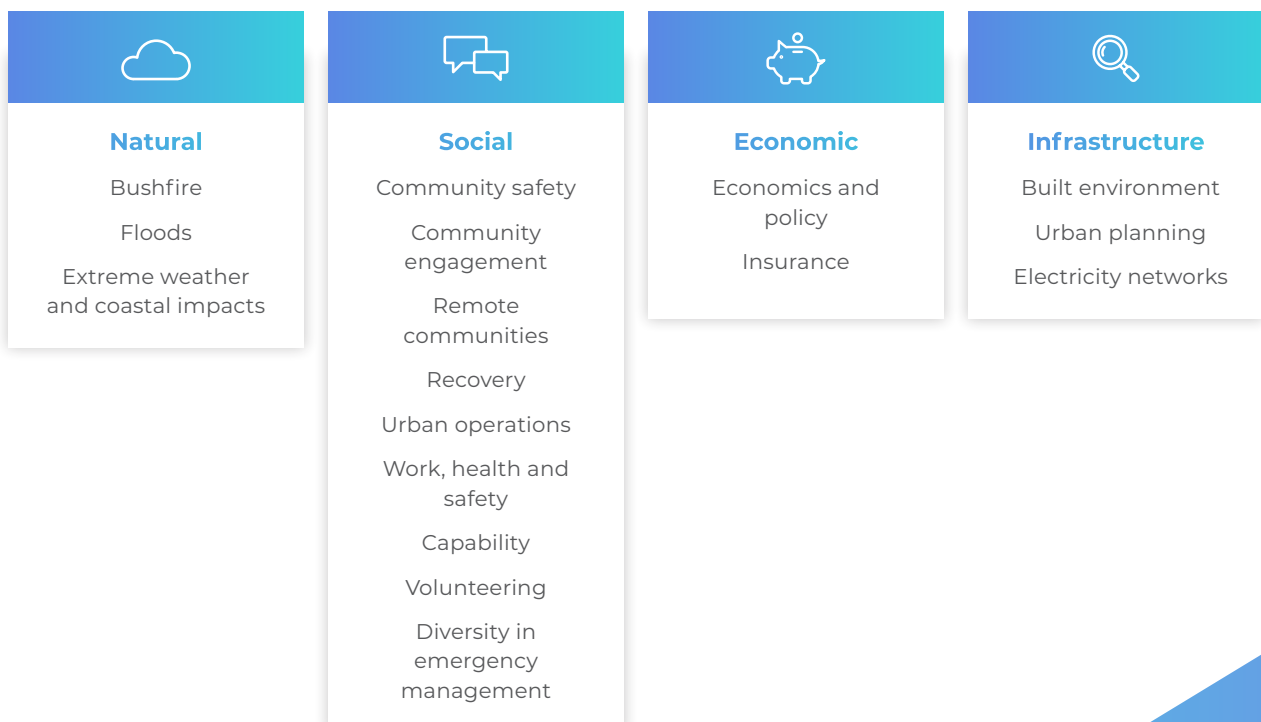 Natural
Bushfire
Floods
Extreme weather
and coastal impacts
Social
Community safety
Community
engagement
Remote
communities
Recovery
Urban operations
Work, health and
safety
Capability
Volunteering
Diversity in
emergency
management
Economic
Economics and
policy
Insurance
Infrastructure
Built environment
Urban planning
Electricity networks